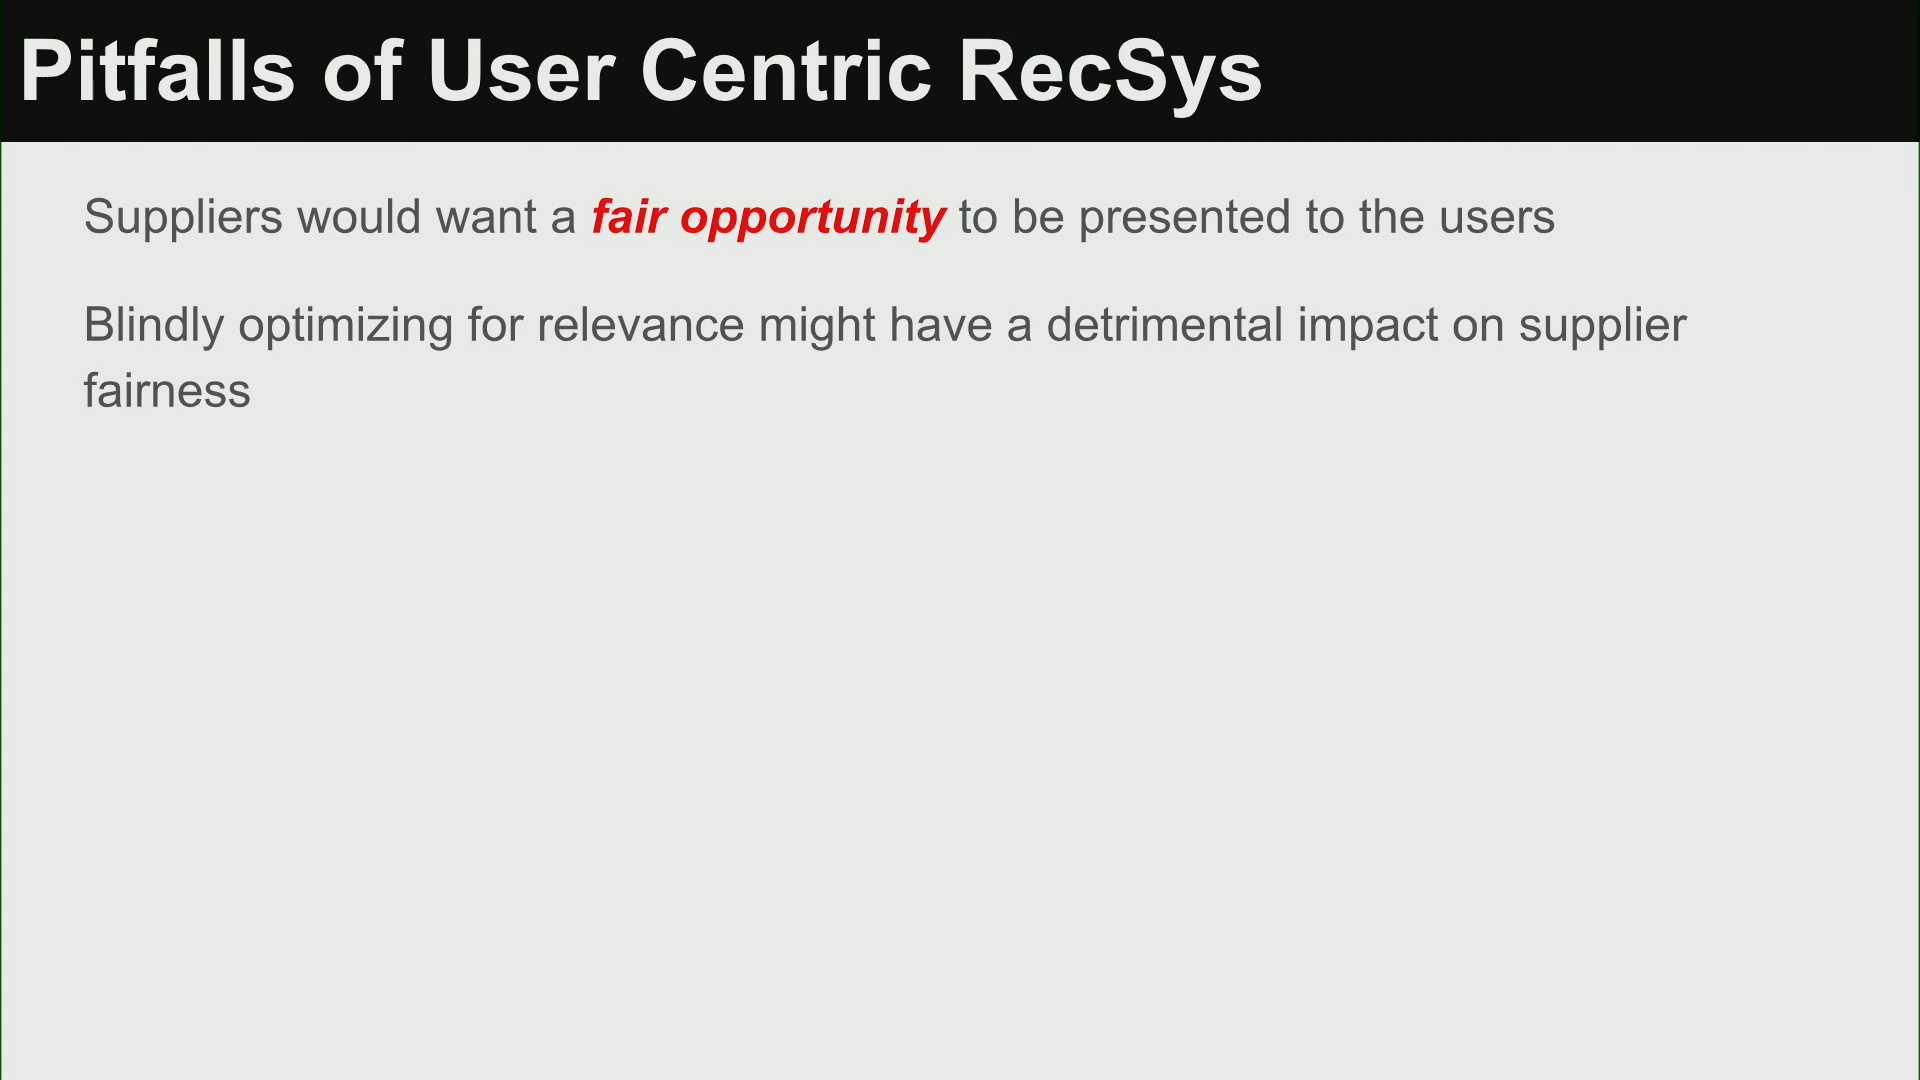 Pitfalls of User Centric RecSys
Suppliers would want a fair opportunity to be presented to the users
Blindly optimizing for relevance might have a detrimental impact on supplier
fairness